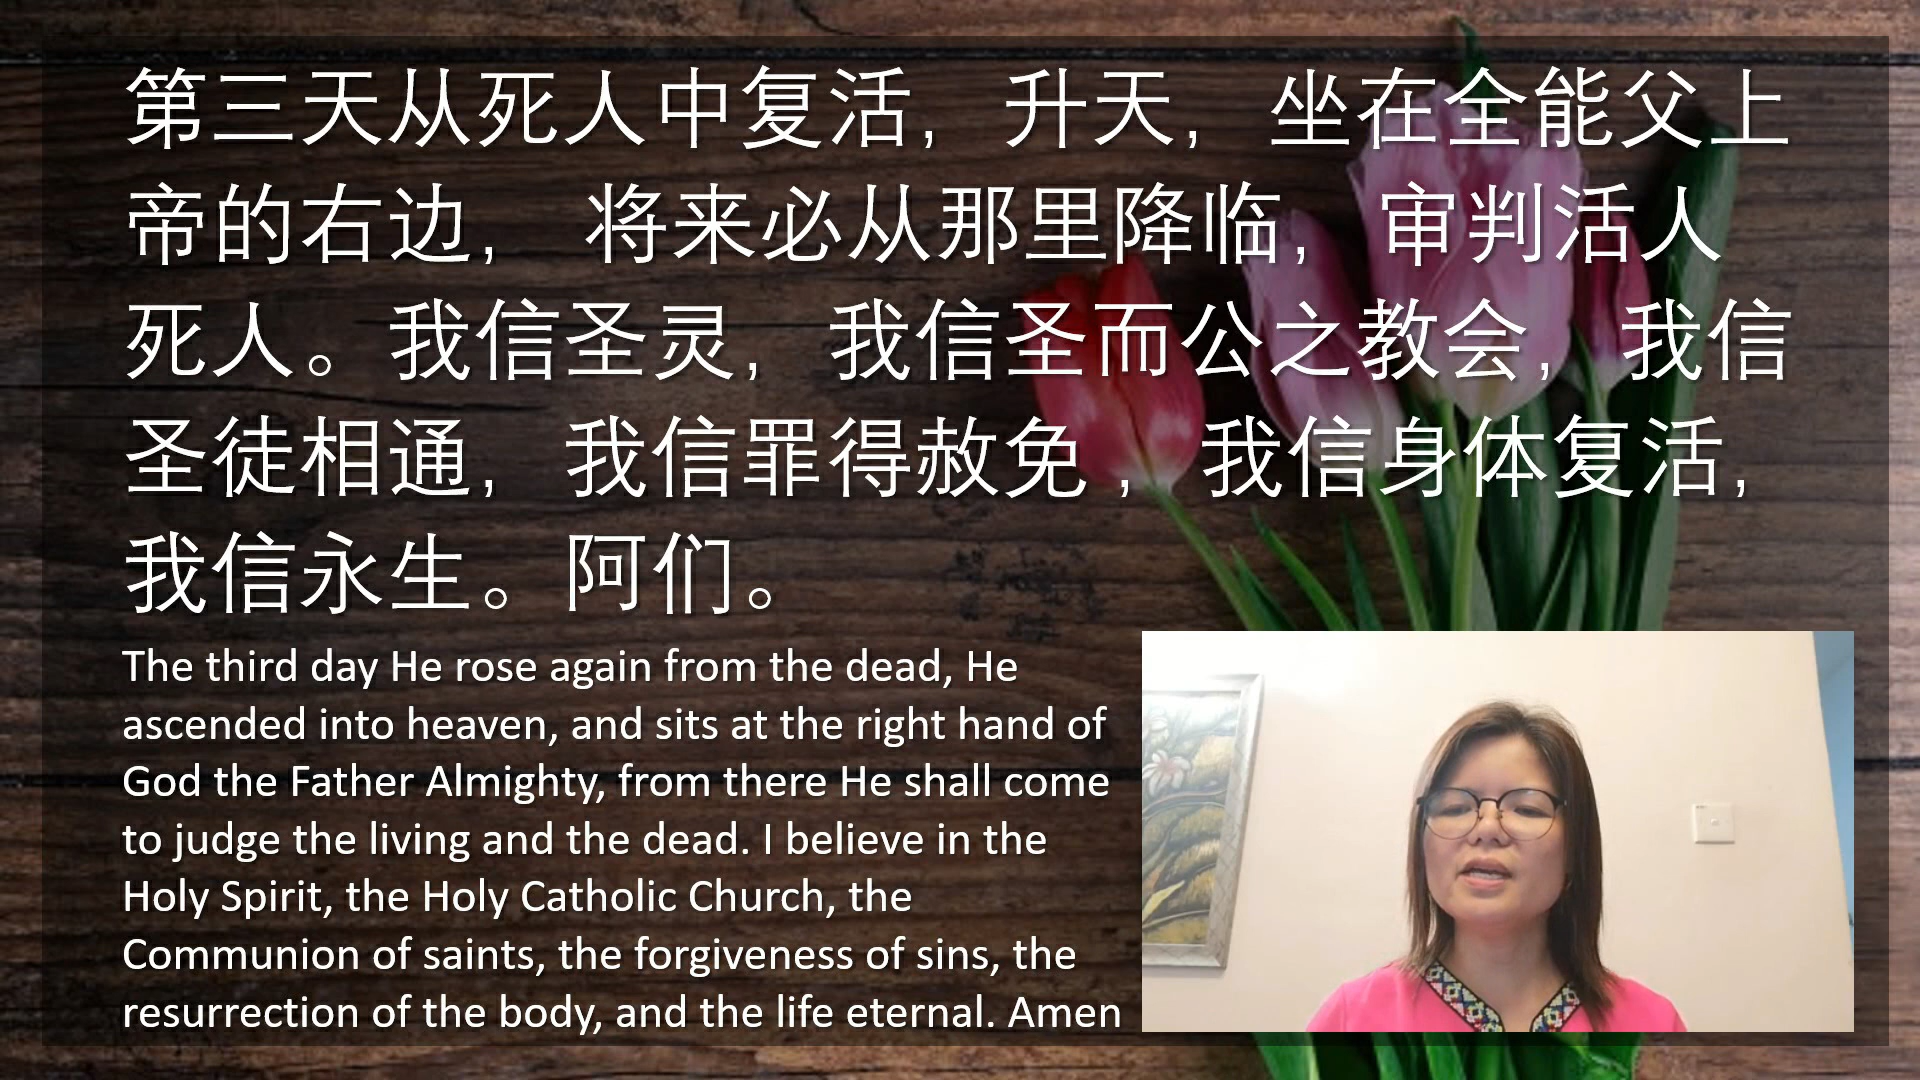 第三天从死人中复活, 升天, 坐在全能父上
帝的右边, 将来必从那里降临, 审判活人
死人。我信圣灵, 我信圣而公之教会, 我信
圣徒相通, 我信罪得赦免 , 我信身体复活,
我信永生。阿们。
The third day He rose again from the dead, He
ascended into heaven, and sits at the right hand of
God the Father Almighty, from there He shall come
to judge the living and the dead. I believe in the
Holy Spirit, the Holy Catholic Church, the
Communion of saints, the forgiveness of sins, the
resurrection of the body, and the life eternal. Amen